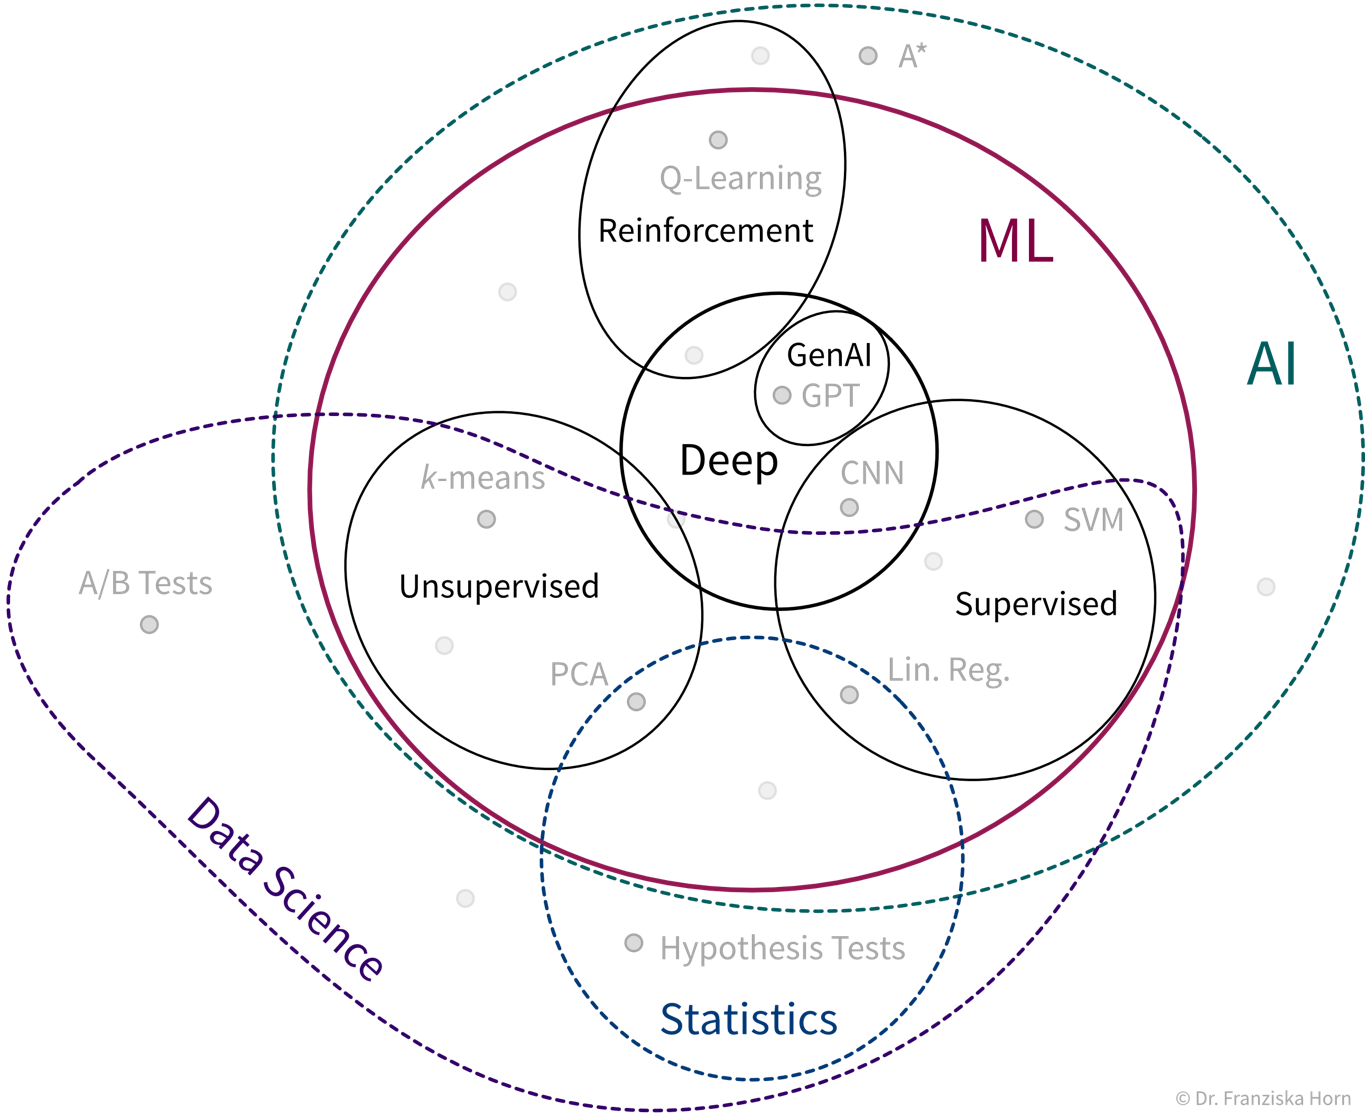 A*
Q-Learning
Reinforcement
ML
GenAI
AI
GPT
Deep
CNN
k-means
SVM
A/B Tests
Unsupervised
Supervised
PCA
Lin. Reg.
Data Science
Hypothesis Tests
Statistics
© Dr. Franziska Horn